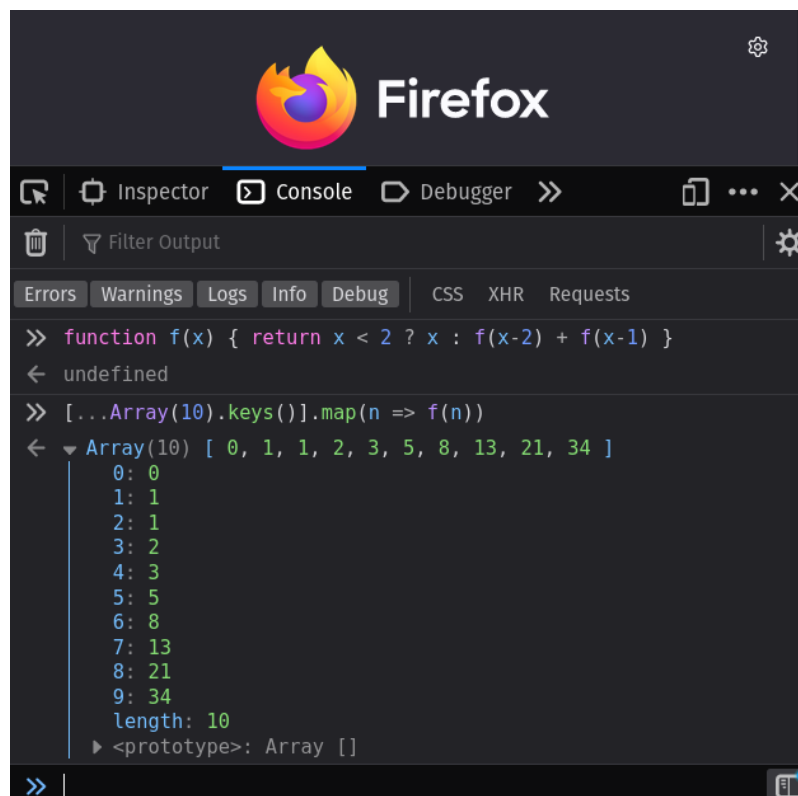 Firefox
Inspector Console Debugger
Filter Output
Errors Warnings Logs Info Debug CSS XHR Requests
function f(x) { return x < 2 ? x : f(x-2) + f(x-1) }
undefined
[...Array(10).keys()].map(n => f(n))
Array(10) [ 0, 1, 1, 2, 3, 5, 8, 13, 21, 34 ]
0: 0
1: 1
2: 1
3: 2
4: 3
5: 5
6: 8
7: 13
8: 21
9: 34
length: 10
<prototype>: Array []